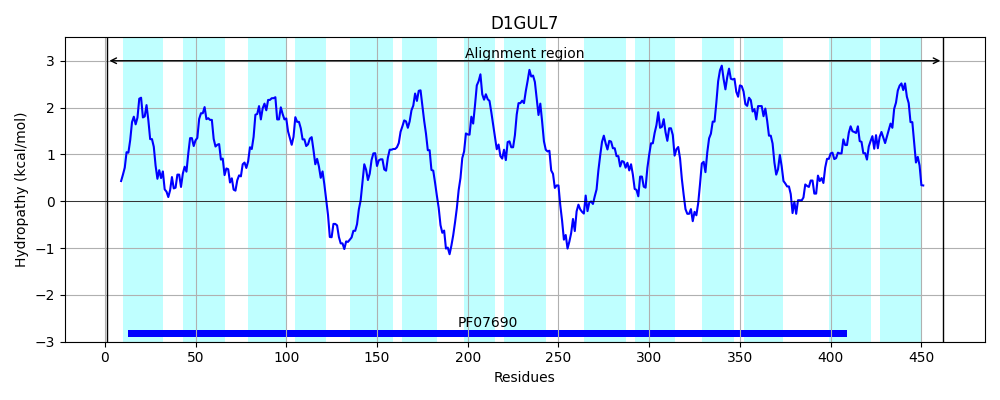 D1GUL7
Alignment region
Hydropathy (kcal/mol)
3
2
1
0
−1
−2
−3
PF07690
0 50 100 150 200 250 300 350 400 450
Residues